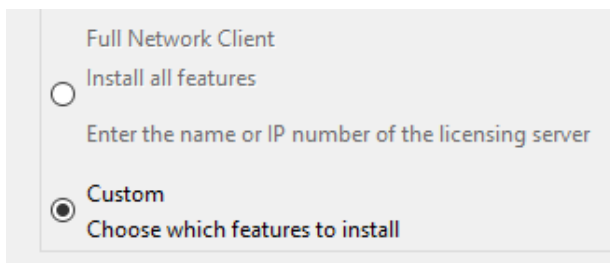 Full Network Client
Install all features
Enter the name or IP number of the licensing server
Custom
Choose which features to install